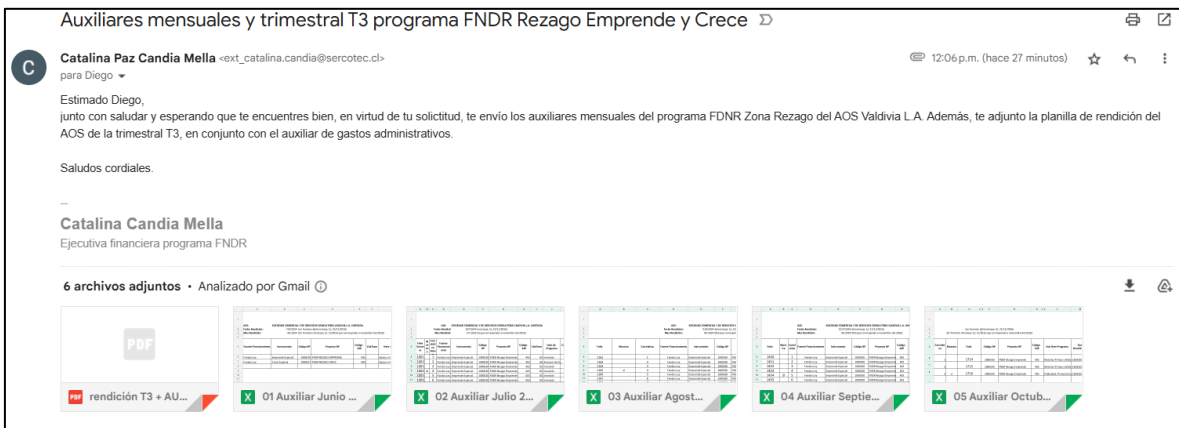 Auxiliares mensuales y trimestral T3 programa FNDR Rezago Emprende y Crece
C
Catalina Paz Candia Mella <ext_catalina.candia@sercotec.cl>
12:06 p.m. (hace 27 minutos)
para Diego
Estimado Diego,
junto con saludar y esperando que te encuentres bien, en virtud de tu solictitud, te envío los auxiliares mensuales del programa FDNR Zona Rezago del AOS Valdivia L.A. Además, te adjunto la planilla de rendición del
AOS de la trimestral T3, en conjunto con el auxiliar de gastos administrativos.
Saludos cordiales.
--
Catalina Candia Mella
Ejecutiva financiera programa FNDR
6 archivos adjuntos • Analizado por Gmail
PDF
PDF rendición T3 + AU...
X 01 Auxiliar Junio ...
X 02 Auxiliar Julio 2...
X 03 Auxiliar Agost...
X 04 Auxiliar Septie...
X 05 Auxiliar Octub...